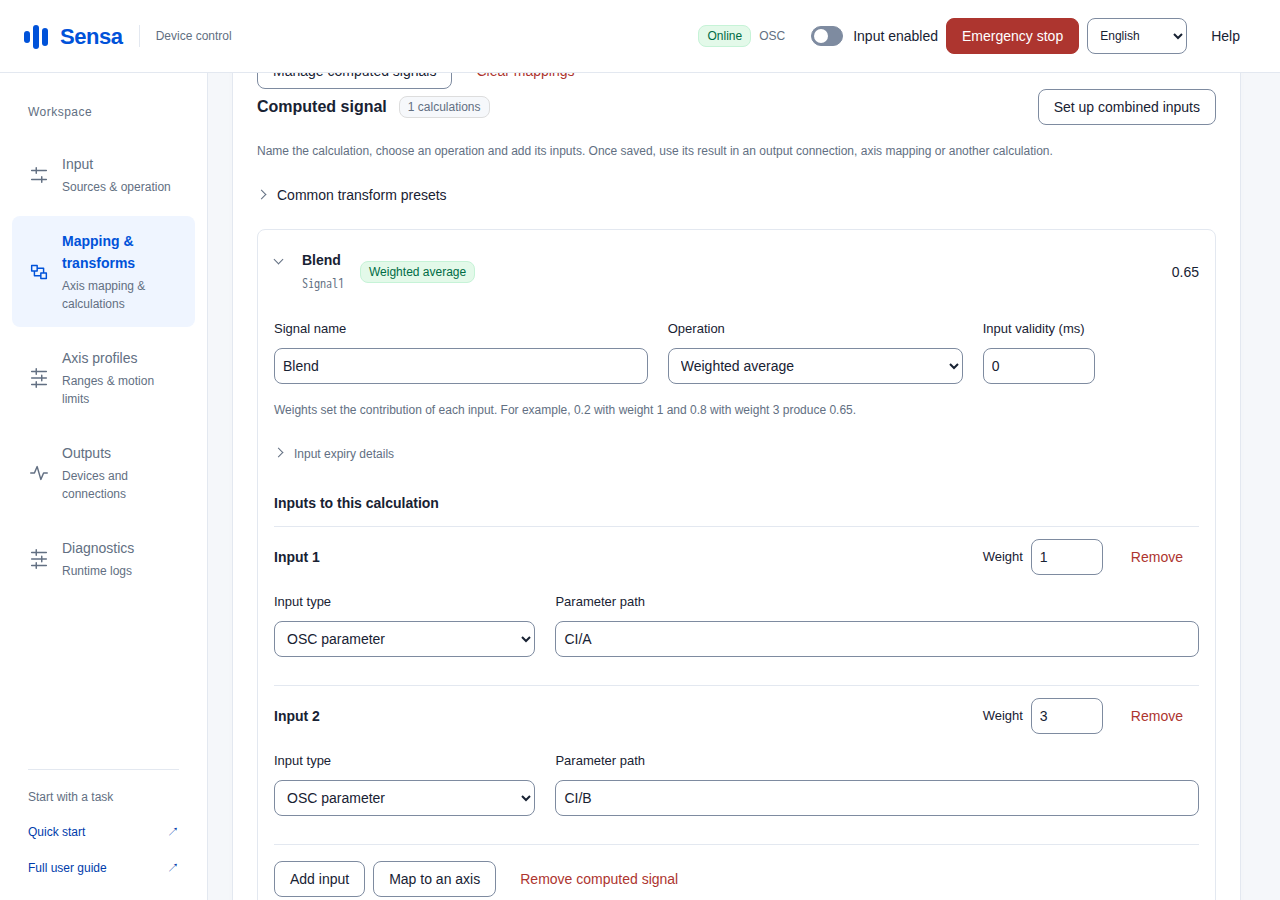 Sensa
Device control
Online
OSC
Input enabled
Emergency stop
English
Help
Workspace
Input
Sources & operation
Mapping &
transforms
Axis mapping &
calculations
Axis profiles
Ranges & motion
limits
Outputs
Devices and
connections
Diagnostics
Runtime logs
Start with a task
Quick start
Full user guide
Manage computed signals
Clear mappings
Computed signal
1 calculations
Set up combined inputs
Name the calculation, choose an operation and add its inputs. Once saved, use its result in an output connection, axis mapping or another calculation.
Common transform presets
Blend
Signal1
Weighted average
0.65
Signal name
Operation
Input validity (ms)
Blend
Weighted average
0
Weights set the contribution of each input. For example, 0.2 with weight 1 and 0.8 with weight 3 produce 0.65.
Input expiry details
Inputs to this calculation
Input 1
Weight
1
Remove
Input type
Parameter path
OSC parameter
CI/A
Input 2
Weight
3
Remove
Input type
Parameter path
OSC parameter
CI/B
Add input
Map to an axis
Remove computed signal